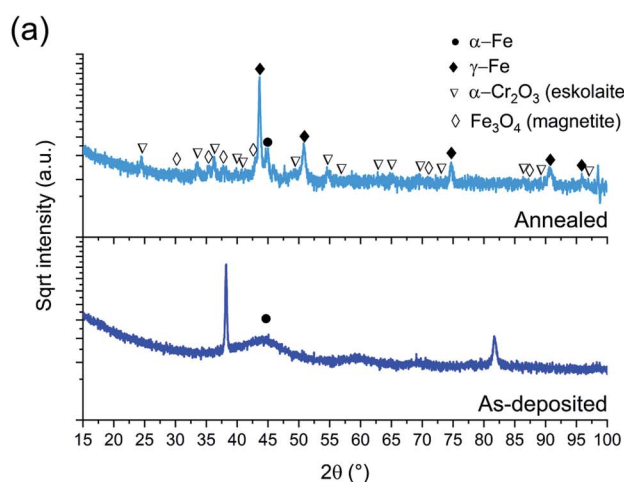 (a)
α–Fe
γ–Fe
α–Cr₂O₃ (eskolaite
Fe₃O₄ (magnetite)
Sqrt intensity (a.u.)
Annealed
As-deposited
15 20 25 30 35 40 45 50 55 60 65 70 75 80 85 90 95 100
2θ (°)